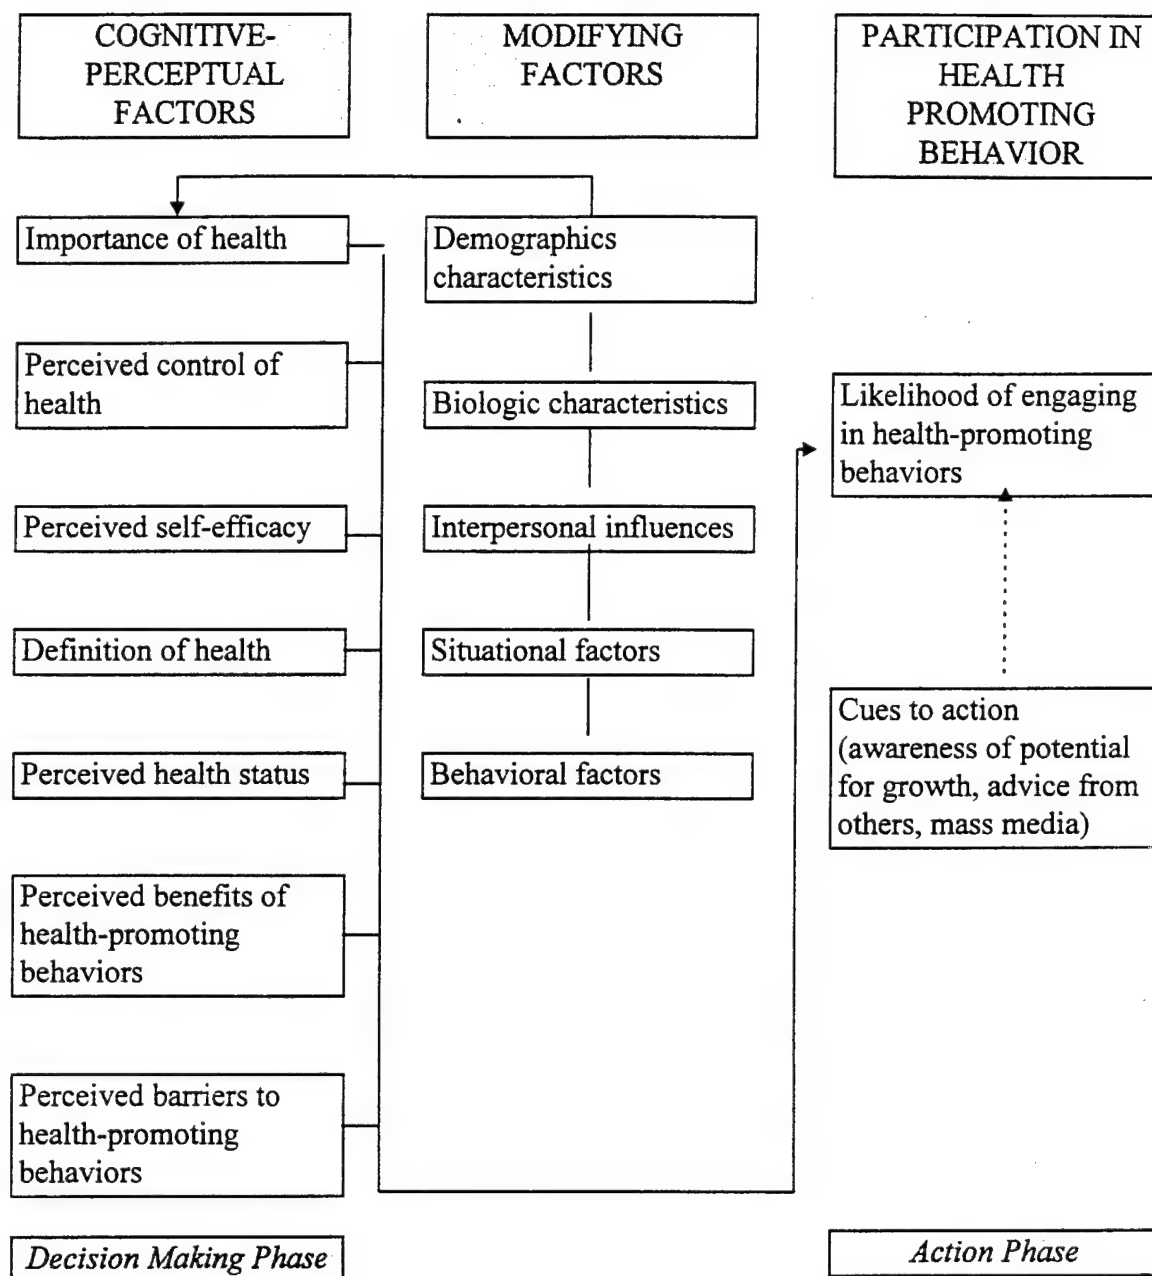 COGNITIVE-
PERCEPTUAL
FACTORS
MODIFYING
FACTORS
PARTICIPATION IN
HEALTH
PROMOTING
BEHAVIOR
Importance of health
Perceived control of
health
Perceived self-efficacy
Definition of health
Perceived health status
Perceived benefits of
health-promoting
behaviors
Perceived barriers to
health-promoting
behaviors
Decision Making Phase
Demographics
characteristics
Biologic characteristics
Interpersonal influences
Situational factors
Behavioral factors
Likelihood of engaging
in health-promoting
behaviors
Cues to action
(awareness of potential
for growth, advice from
others, mass media)
Action Phase